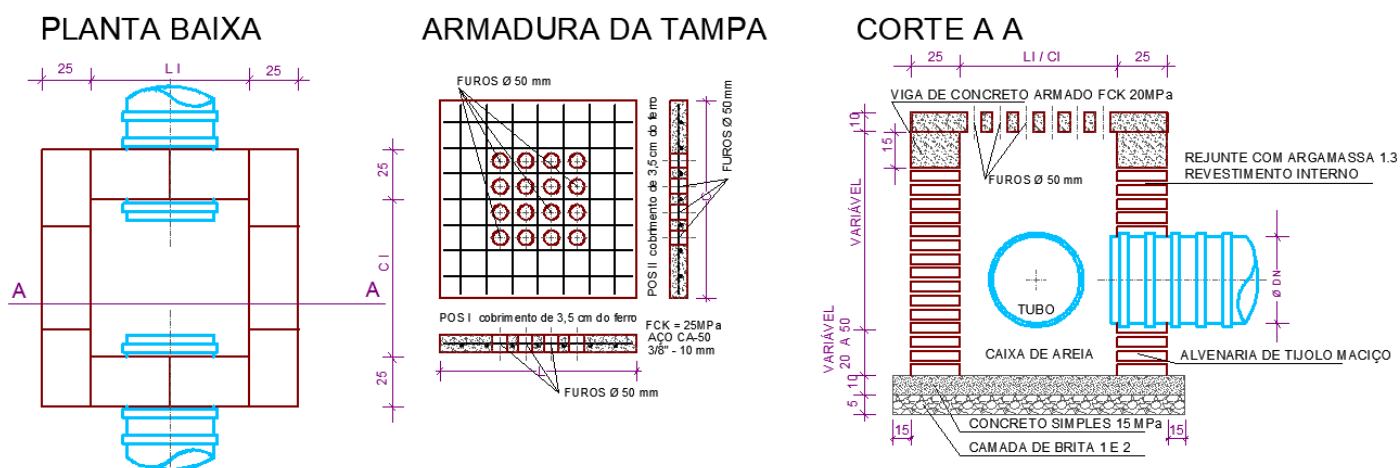 PLANTA BAIXA
25
L I
25
25
C I
25
A
A
ARMADURA DA TAMPA
FUROS Ø 50 mm
POS II cobrimento de 3,5 cm do ferro
FUROS Ø 50 mm
POS I cobrimento de 3,5 cm do ferro
FCK = 25MPa
AÇO CA-50
3/8" - 10 mm
FUROS Ø 50 mm
CORTE A A
25
LI / CI
25
VIGA DE CONCRETO ARMADO FCK 20MPa
10
15
FUROS Ø 50 mm
REJUNTE COM ARGAMASSA 1.3
REVESTIMENTO INTERNO
VARIÁVEL
Ø DN
TUBO
VARIÁVEL
20 A 50
CAIXA DE AREIA
ALVENARIA DE TIJOLO MACIÇO
10
5
CONCRETO SIMPLES 15 MPa
15
15
CAMADA DE BRITA 1 E 2